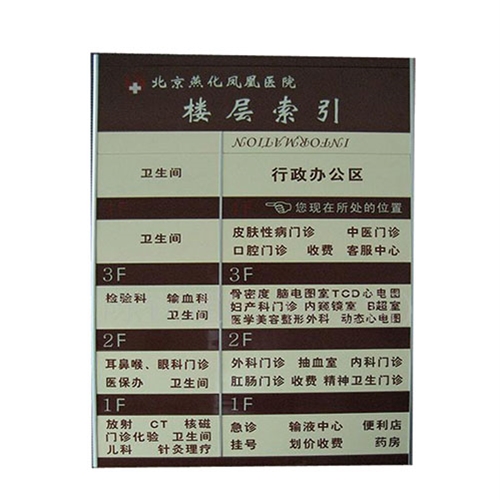 北京燕化凤凰医院
楼层索引
INFORMATION
卫生间 行政办公区
您现在所处的位置
卫生间
皮肤性病门诊 中医门诊
口腔门诊 收费 客服中心
3F 3F
检验科 输血科
卫生间
骨密度 脑电图室 TCD 心电图
妇产科门诊 内窥镜室 B超室
医学美容整形外科 动态心电图
2F 2F
耳鼻喉、眼科门诊
医保办 卫生间
外科门诊 抽血室 内科门诊
肛肠门诊 收费 精神卫生门诊
1F 1F
放射 CT 核磁
门诊化验 卫生间
儿科 针灸理疗
急诊 输液中心 便利店
挂号 划价收费 药房